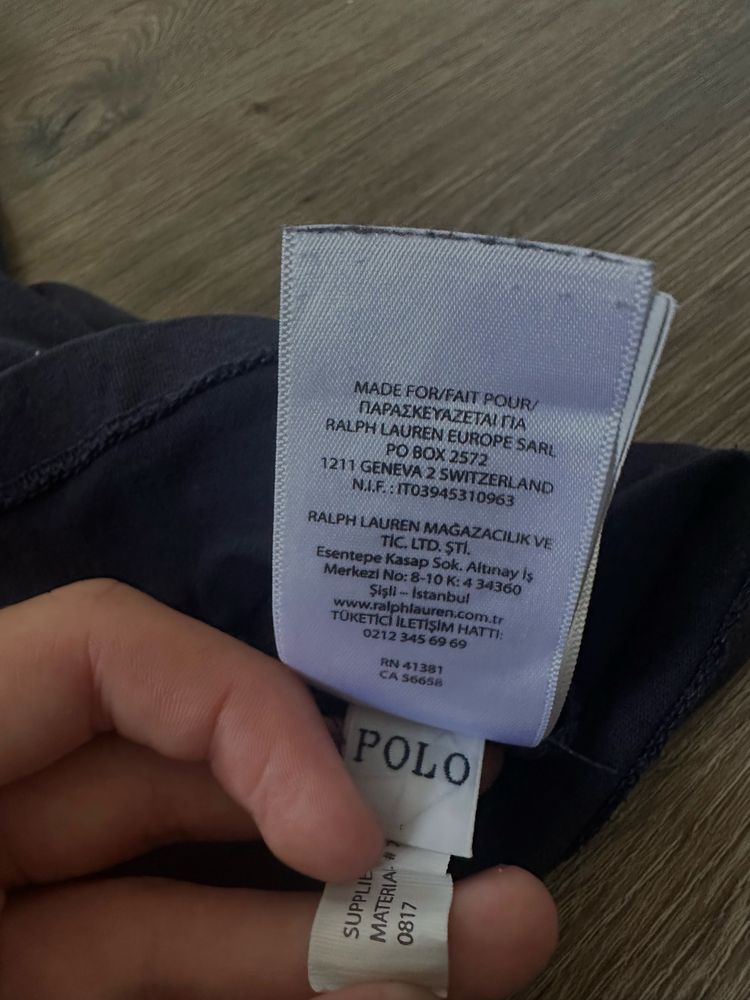 MADE FOR/FAIT POUR/
ΠΑΡΑΣΚΕΥΑΖΕΤΑΙ ΓΙΑ
RALPH LAUREN EUROPE SARL
PO BOX 2572
1211 GENEVA 2 SWITZERLAND
N.I.F. : IT03945310963
RALPH LAUREN MAĞAZACILIK VE
TİC. LTD. ŞTİ.
Esentepe Kasap Sok. Altınay İş
Merkezi No: 8-10 K: 4 34360
Şişli – İstanbul
www.ralphlauren.com.tr
TÜKETİCİ İLETİŞİM HATTI:
0212 345 69 69
RN 41381
CA 56658
POLO
0817